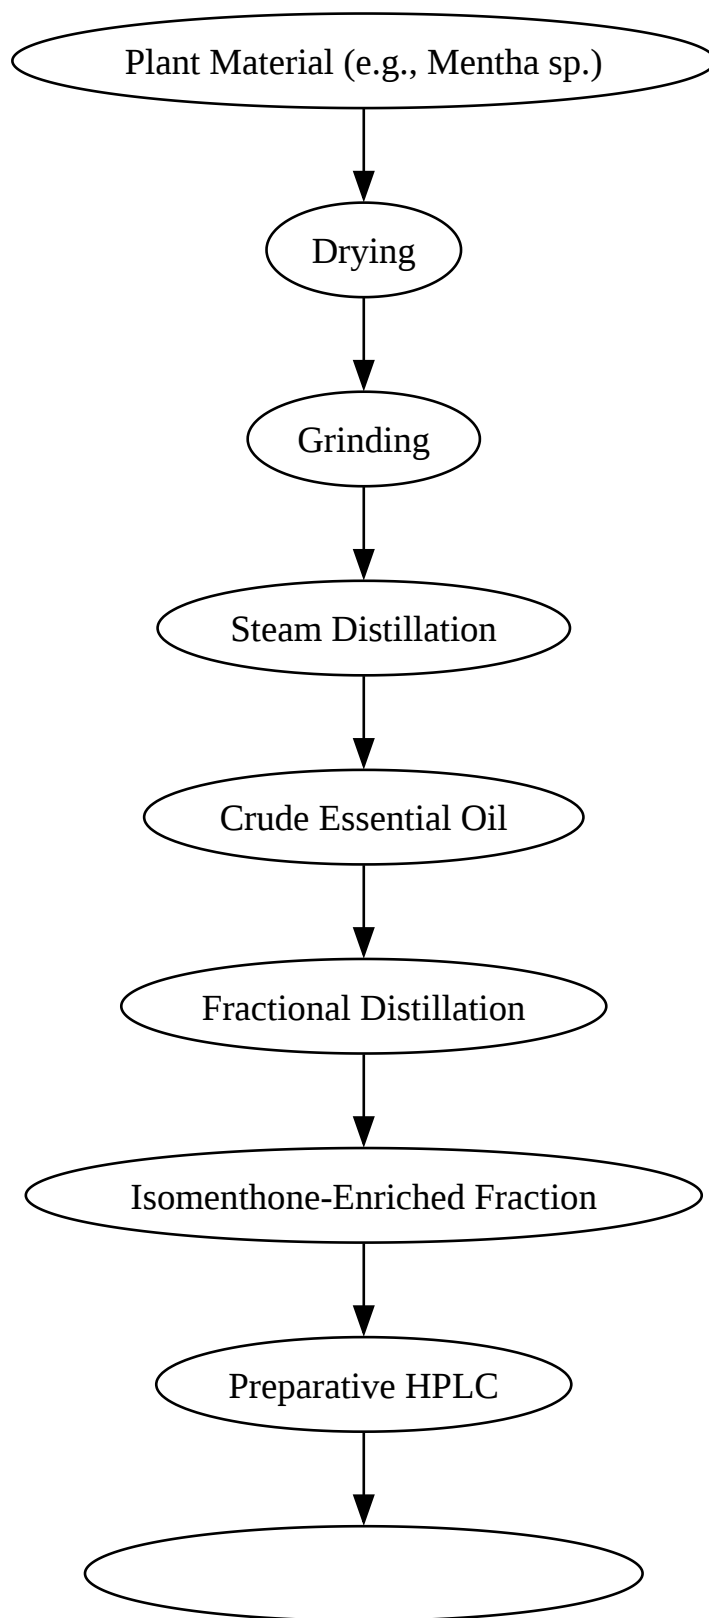 Plant Material (e.g., Mentha sp.)
Drying
Grinding
Steam Distillation
Crude Essential Oil
Fractional Distillation
Isomenthone-Enriched Fraction
Preparative HPLC